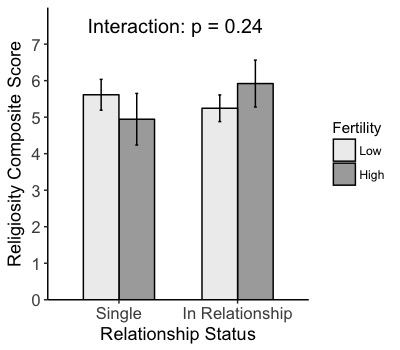 Interaction: p = 0.24
Religiosity Composite Score
7
6
5
4
3
2
1
0
Single
In Relationship
Relationship Status
Fertility
Low
High